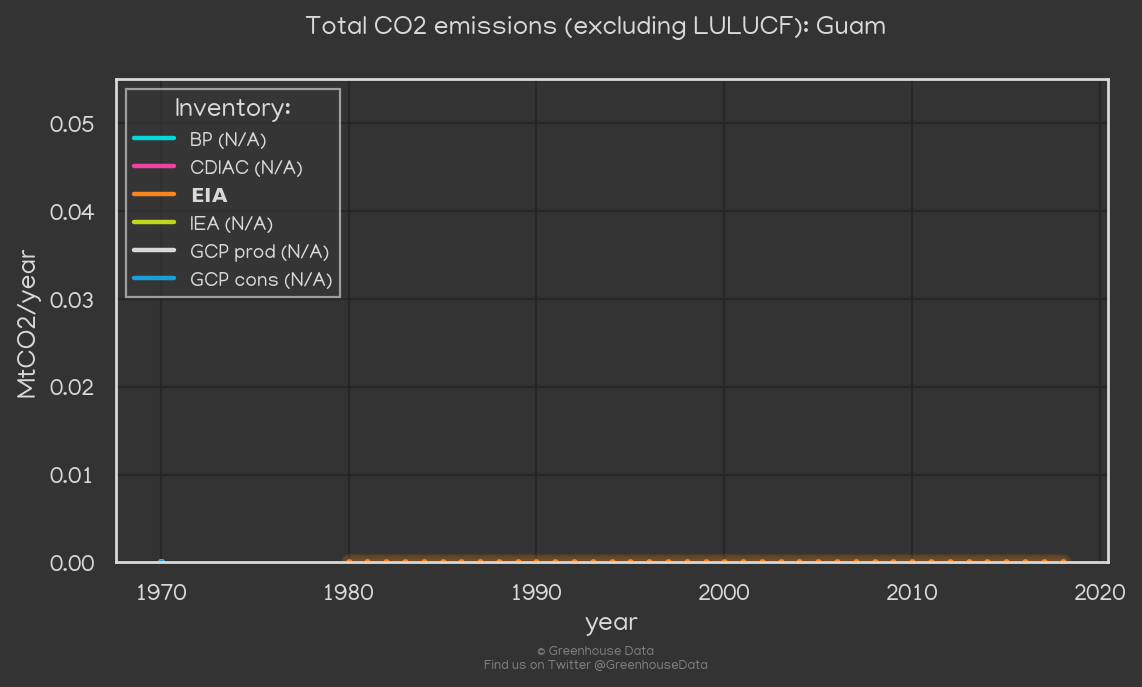 Total CO2 emissions (excluding LULUCF): Guam
Inventory:
BP (N/A)
CDIAC (N/A)
EIA
IEA (N/A)
GCP prod (N/A)
GCP cons (N/A)
MtCO2/year
0.05
0.04
0.03
0.02
0.01
0.00
1970 1980 1990 2000 2010 2020
year
© Greenhouse Data
Find us on Twitter @GreenhouseData